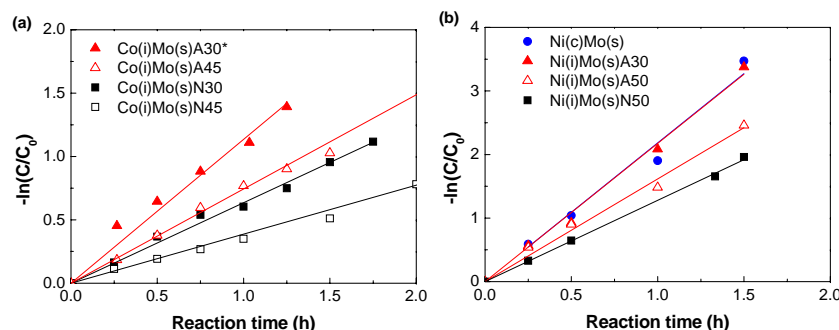 (a)
Co(i)Mo(s)A30*
Co(i)Mo(s)A45
Co(i)Mo(s)N30
Co(i)Mo(s)N45
2.0
1.5
1.0
0.5
0.0
-ln(C/C₀)
0.0 0.5 1.0 1.5 2.0
Reaction time (h)
(b)
Ni(c)Mo(s)
Ni(i)Mo(s)A30
Ni(i)Mo(s)A50
Ni(i)Mo(s)N50
4
3
2
1
0
-ln(C/C₀)
0.0 0.5 1.0 1.5
Reaction time (h)